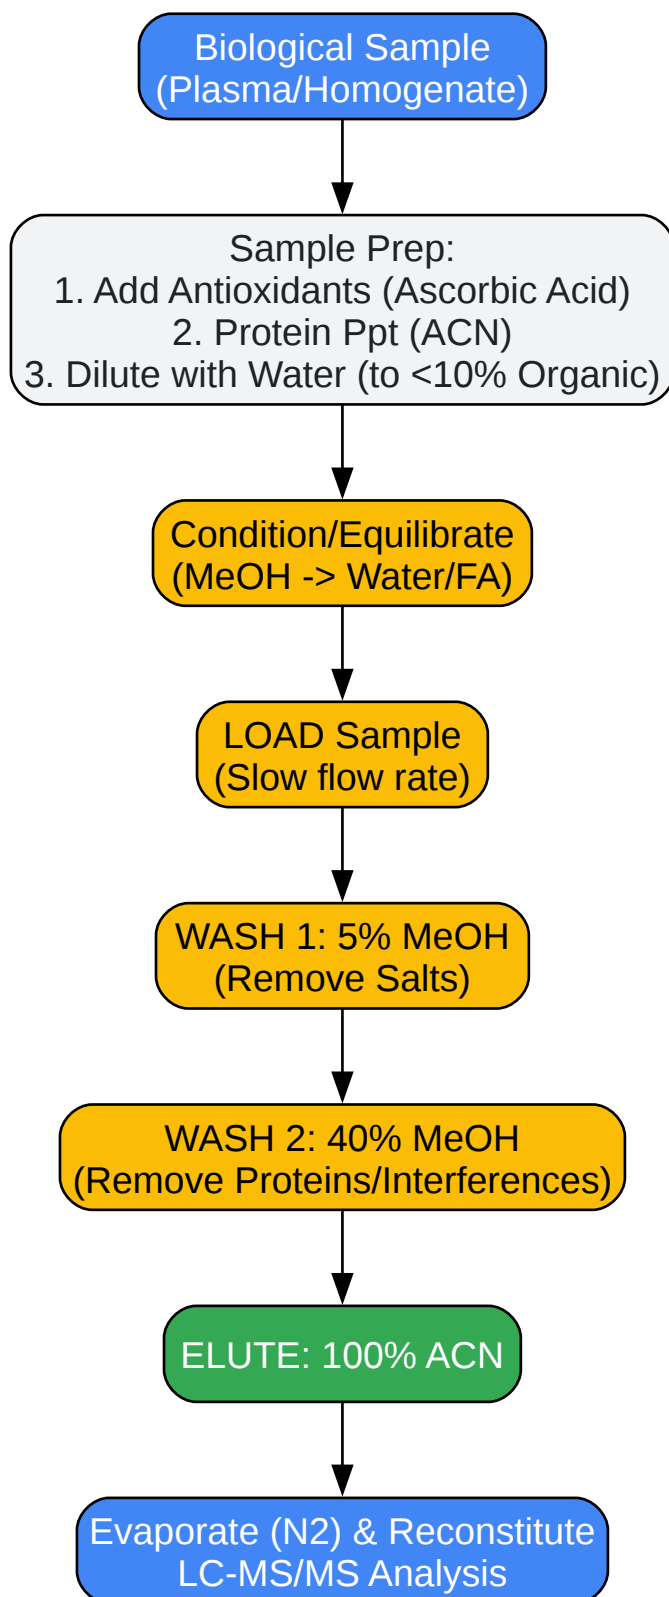 Biological Sample
(Plasma/Homogenate)
Sample Prep:
1. Add Antioxidants (Ascorbic Acid)
2. Protein Ppt (ACN)
3. Dilute with Water (to <10% Organic)
Condition/Equilibrate
(MeOH -> Water/FA)
LOAD Sample
(Slow flow rate)
WASH 1: 5% MeOH
(Remove Salts)
WASH 2: 40% MeOH
(Remove Proteins/Interferences)
ELUTE: 100% ACN
Evaporate (N2) & Reconstitute
LC-MS/MS Analysis